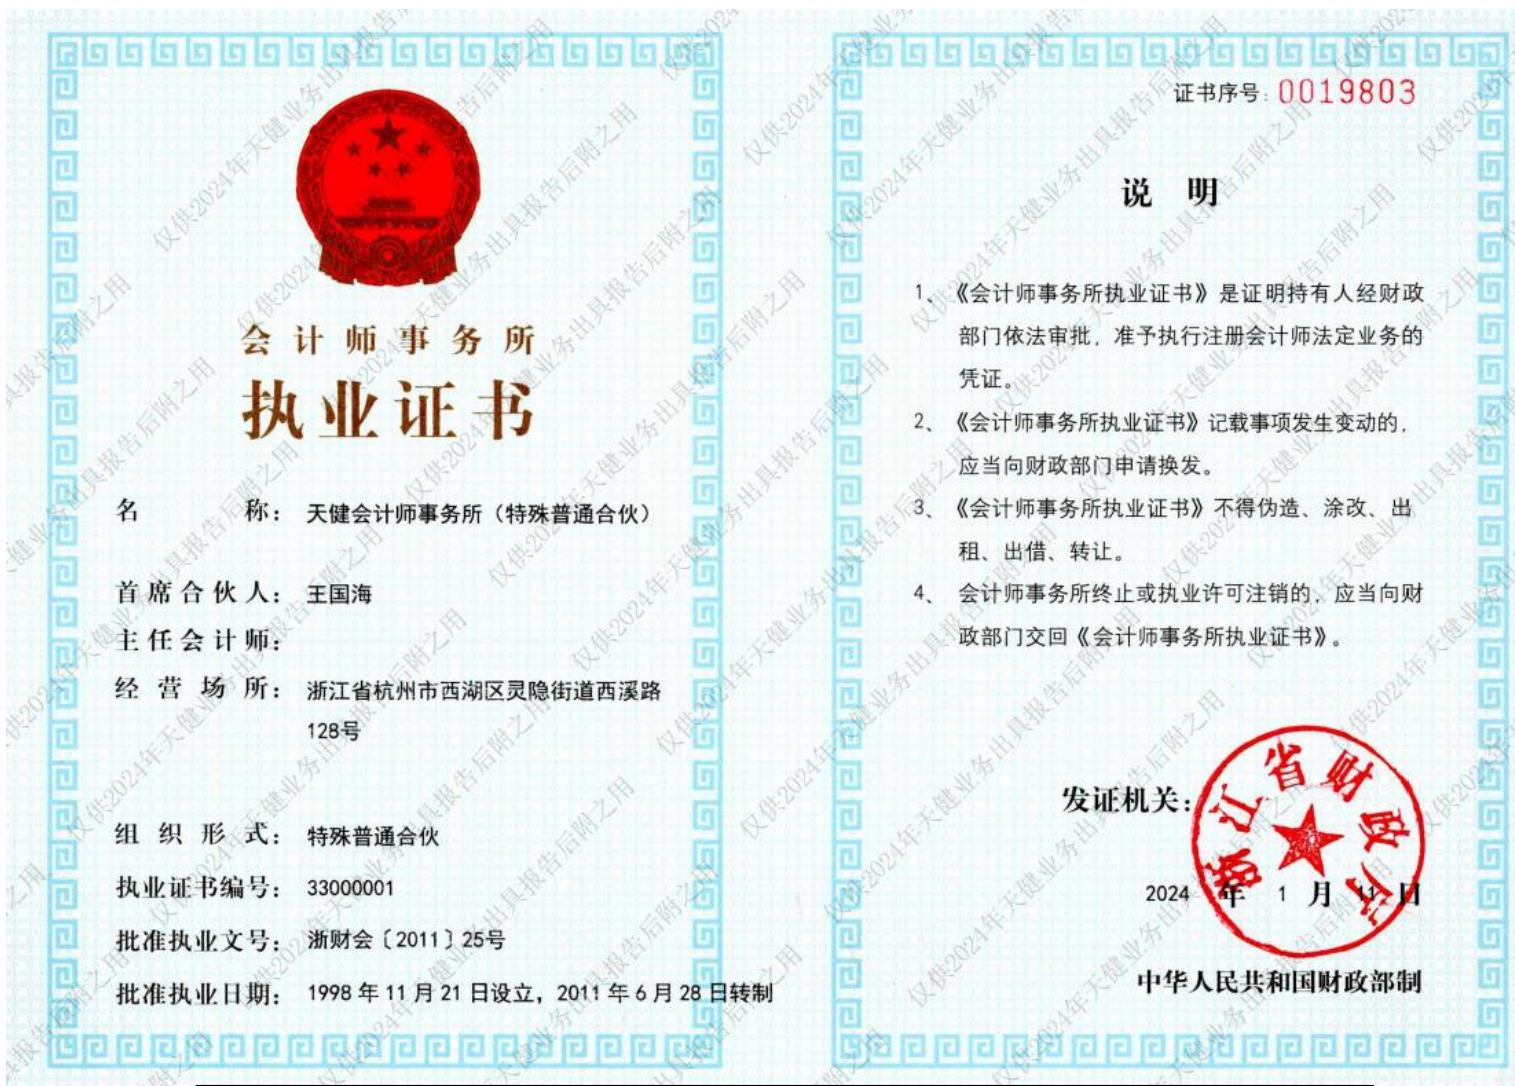 会计师事务所
执业证书
名称：天健会计师事务所（特殊普通合伙）
首席合伙人：王国海
主任会计师：
经营场所：浙江省杭州市西湖区灵隐街道西溪路
128号
组织形式：特殊普通合伙
执业证书编号：33000001
批准执业文号：浙财会〔2011〕25号
批准执业日期：1998年11月21日设立，2011年6月28日转制
证书序号：0019803
说明
1、《会计师事务所执业证书》是证明持有人经财政
部门依法审批，准予执行注册会计师法定业务的
凭证。
2、《会计师事务所执业证书》记载事项发生变动的，
应当向财政部门申请换发。
3、《会计师事务所执业证书》不得伪造、涂改、出
租、出借、转让。
4、会计师事务所终止或执业许可注销的，应当向财
政部门交回《会计师事务所执业证书》。
发证机关：
浙江省财政厅
2024年1月11日
中华人民共和国财政部制
仅供2024年天健业务出具报告后附之用